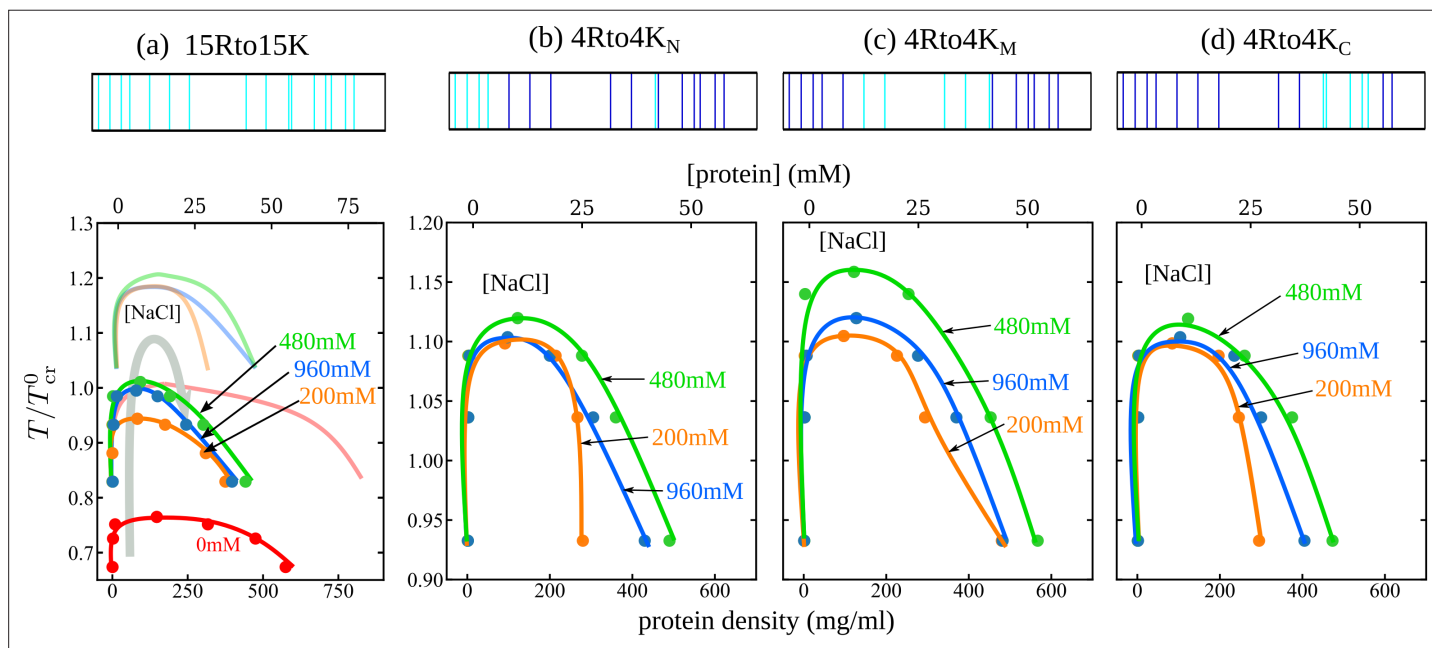 (a) 15Rto15K
(b) 4Rto4K_N
(c) 4Rto4K_M
(d) 4Rto4K_C
[protein] (mM)
0 30 60 80
0 25 50
0 25 50
0 25 50
1.3
1.2
1.1
1.0
0.9
0.8
0.7
T/T⁰cr
[NaCl]
480mM
960mM
200mM
0mM
0 250 500 750
1.20
1.15
1.10
1.05
1.00
0.95
0.90
[NaCl]
480mM
200mM
960mM
0 200 400 600
[NaCl]
480mM
960mM
200mM
0 200 400 600
[NaCl]
480mM
960mM
200mM
0 200 400 600
protein density (mg/ml)